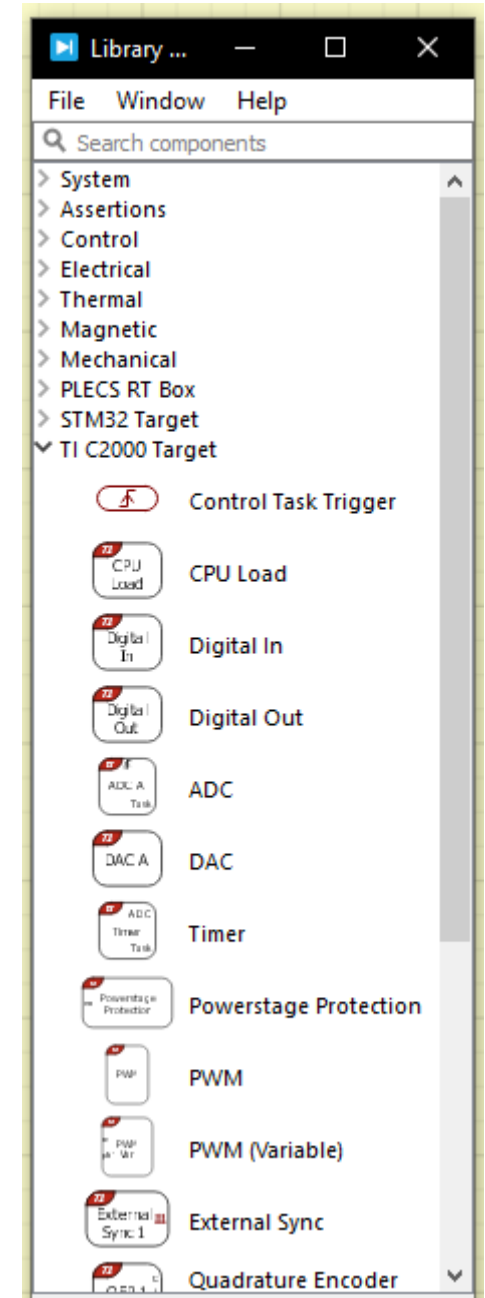 Library ...
File Window Help
Search components
System
Assertions
Control
Electrical
Thermal
Magnetic
Mechanical
PLECS RT Box
STM32 Target
TI C2000 Target
Control Task Trigger
CPU
Load
CPU Load
Digital
In
Digital In
Digital
Out
Digital Out
ADC A
Task
ADC
DAC A
DAC
ADC
Timer
Task
Timer
Powerstage
Protection
Powerstage Protection
PWM
PWM
PWM
PWM (Variable)
External
Sync 1
External Sync
Quadrature Encoder